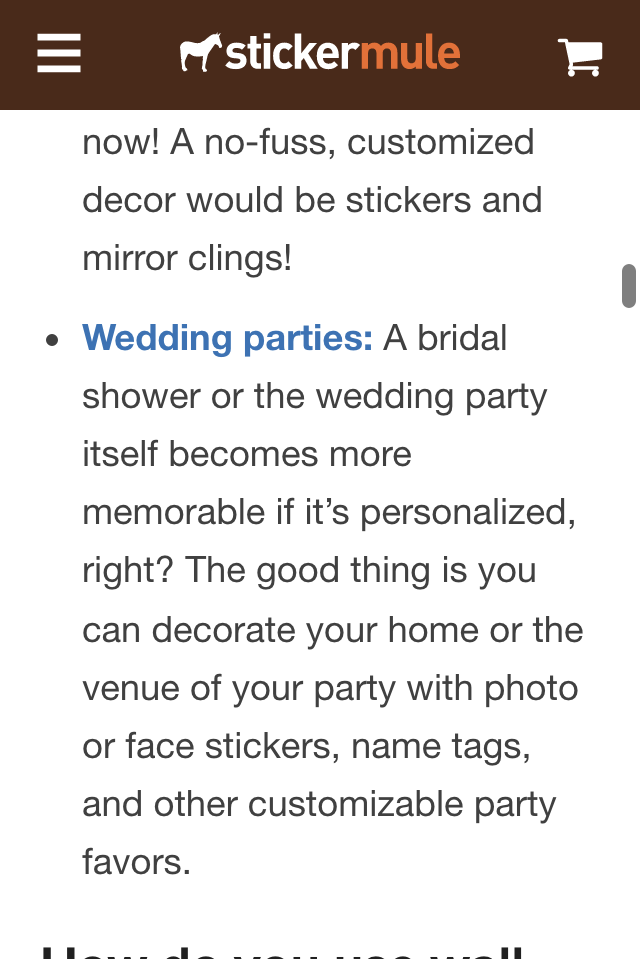 stickermule
now! A no-fuss, customized
decor would be stickers and
mirror clings!
• Wedding parties: A bridal
shower or the wedding party
itself becomes more
memorable if it’s personalized,
right? The good thing is you
can decorate your home or the
venue of your party with photo
or face stickers, name tags,
and other customizable party
favors.
How do you use wall